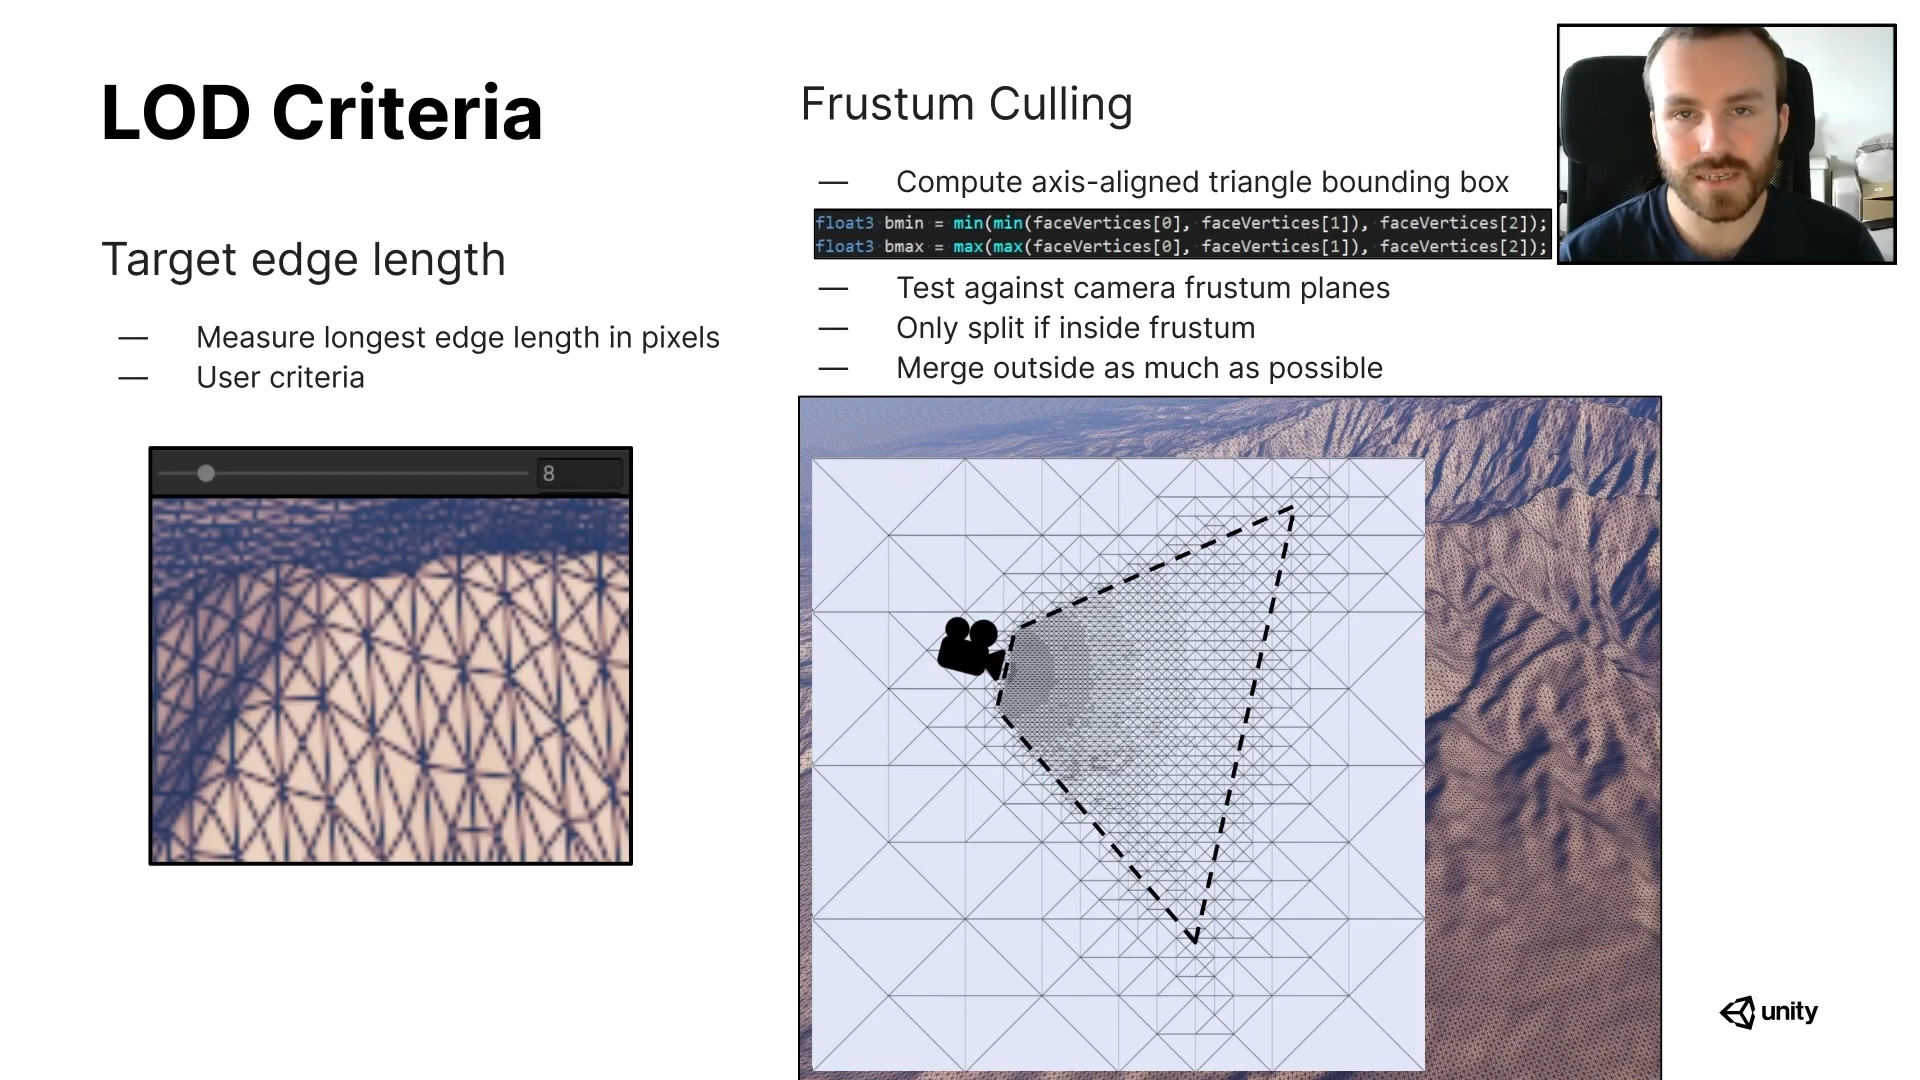 LOD Criteria
Target edge length
— Measure longest edge length in pixels
— User criteria
8
Frustum Culling
— Compute axis-aligned triangle bounding box
float3 bmin = min(min(faceVertices[0], faceVertices[1]), faceVertices[2]);
float3 bmax = max(max(faceVertices[0], faceVertices[1]), faceVertices[2]);
— Test against camera frustum planes
— Only split if inside frustum
— Merge outside as much as possible
unity